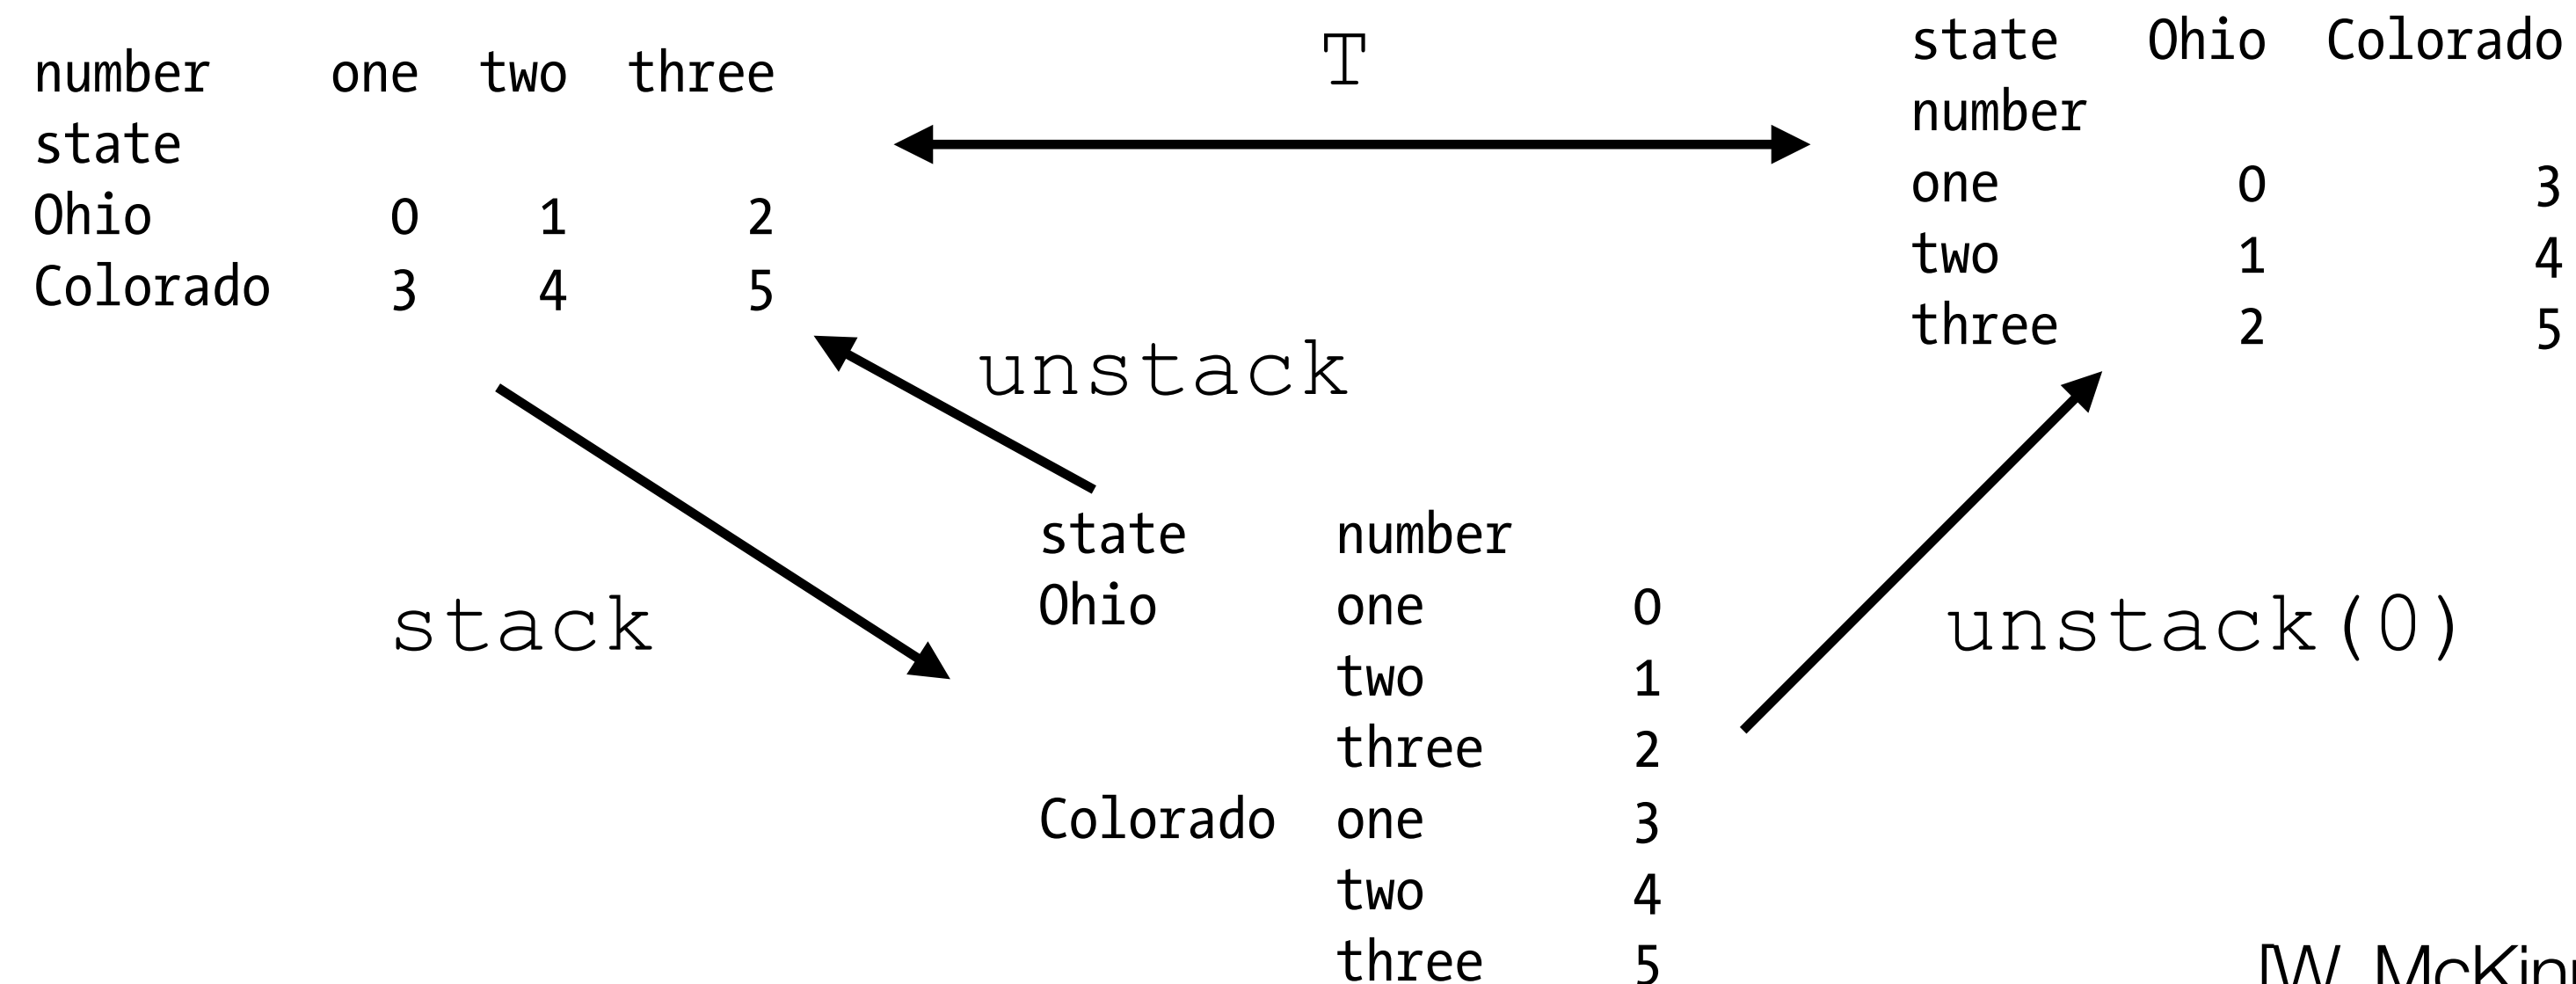 number one two three
state
Ohio 0 1 2
Colorado 3 4 5
T
state Ohio Colorado
number
one 0 3
two 1 4
three 2 5
unstack
stack
unstack(0)
state number
Ohio one 0
two 1
three 2
Colorado one 3
two 4
three 5
[W